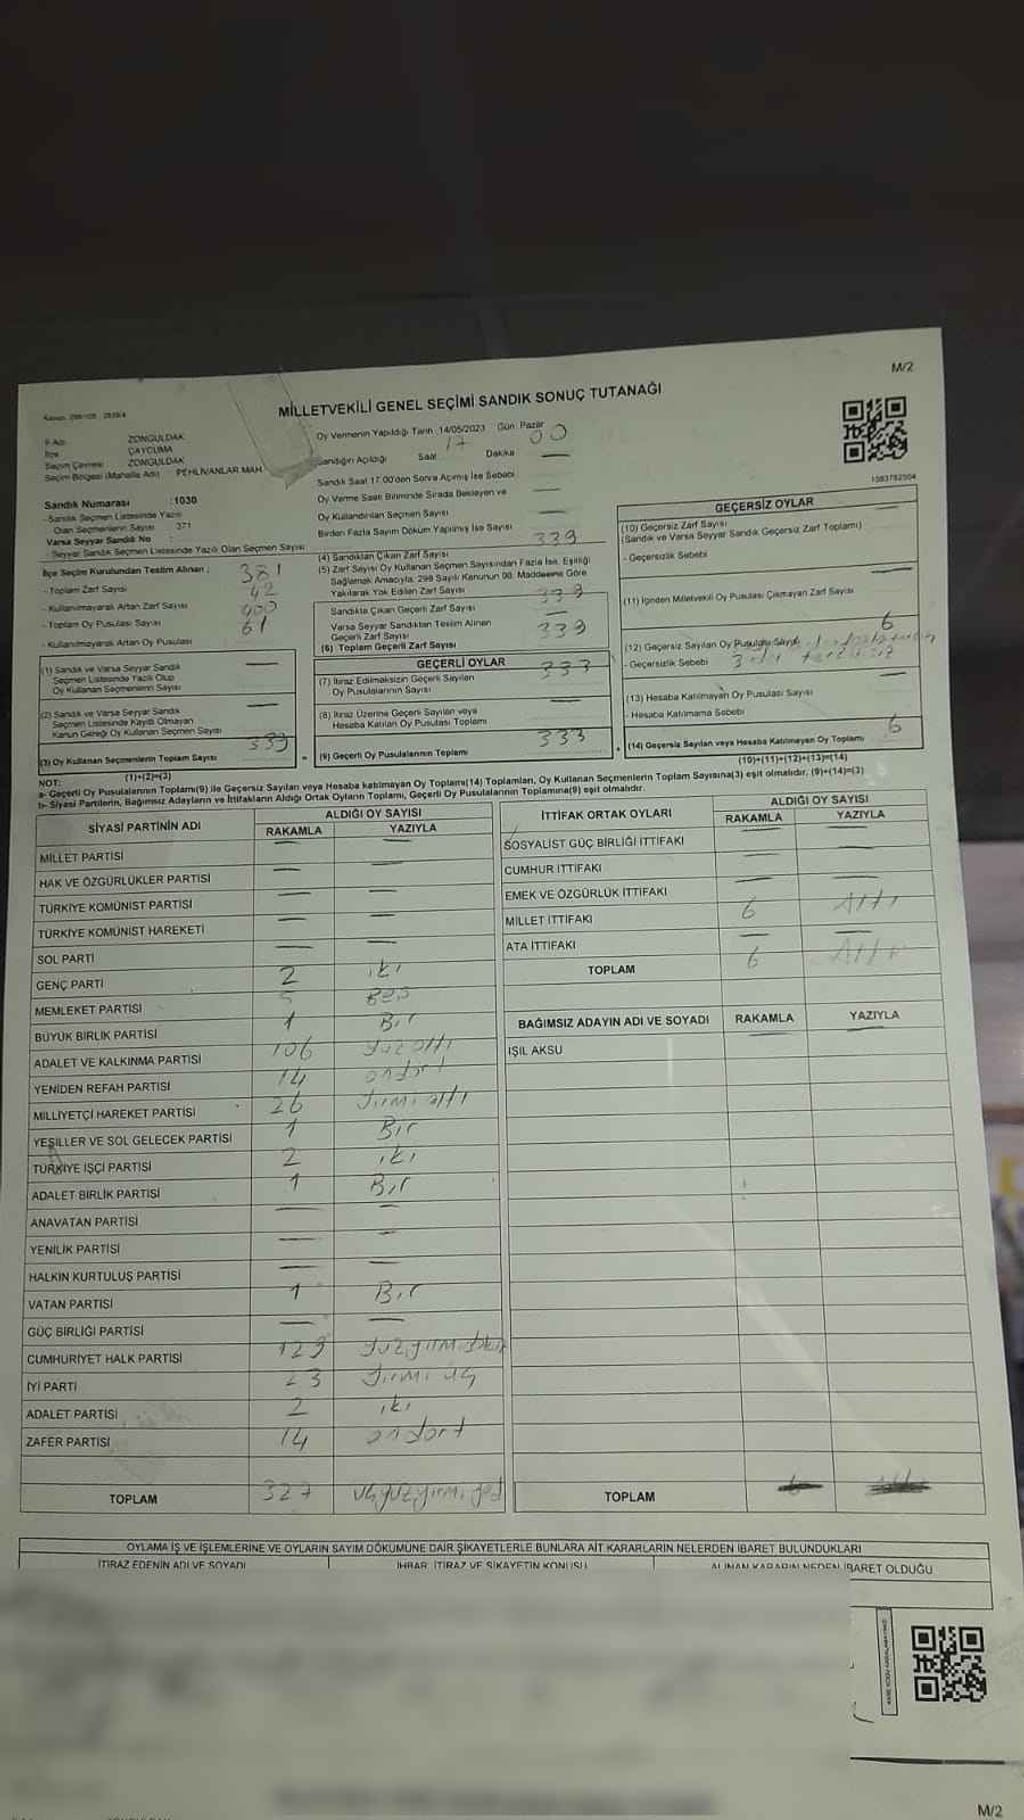 M/2
MİLLETVEKİLİ GENEL SEÇİMİ SANDIK SONUÇ TUTANAĞI
İl Adı : ZONGULDAK
İlçe : ÇAYCUMA
Seçim Çevresi : ZONGULDAK
Seçim Bölgesi (Mahalle Adı) : PEHLİVANLAR MAH
Sandık Numarası : 1030
- Sandık Seçmen Listesinde Yazılı
Olan Seçmenlerin Sayısı : 371
Varsa Seyyar Sandık No :
- Seyyar Sandık Seçmen Listesinde Yazılı Olan Seçmen Sayısı
İlçe Seçim Kurulundan Teslim Alınan :
- Toplam Zarf Sayısı 381
- Kullanılmayarak Artan Zarf Sayısı 42
- Toplam Oy Pusulası Sayısı 400
- Kullanılmayarak Artan Oy Pusulası 61
(1) Sandık ve Varsa Seyyar Sandık
Seçmen Listesinde Yazılı Olup
Oy Kullanan Seçmenlerin Sayısı —
(2) Sandık ve Varsa Seyyar Sandık
Seçmen Listesinde Kayıtlı Olmayan
Kanun Gereği Oy Kullanan Seçmen Sayısı —
(3) Oy Kullanan Seçmenlerin Toplam Sayısı 339
(1)+(2)=(3)
Oy Vermenin Yapıldığı Tarih 14/05/2023 Gün: Pazar
Sandığın Açıldığı Saat 17 Dakika 00
Sandık Saat 17.00'den Sonra Açılmış İse Sebebi —
Oy Verme Saati Bitiminde Sırada Bekleyen ve
Oy Kullandırılan Seçmen Sayısı —
Birden Fazla Sayım Döküm Yapılmış İse Sayısı —
(4) Sandıktan Çıkan Zarf Sayısı 339
(5) Zarf Sayısı Oy Kullanan Seçmen Sayısından Fazla İse, Eşitliği
Sağlamak Amacıyla, 298 Sayılı Kanunun 98. Maddesine Göre
Yakılarak Yok Edilen Zarf Sayısı
Sandıkta Çıkan Geçerli Zarf Sayısı 339
Varsa Seyyar Sandıktan Teslim Alınan
Geçerli Zarf Sayısı —
(6) Toplam Geçerli Zarf Sayısı 339
GEÇERLİ OYLAR
(7) İtiraz Edilmeksizin Geçerli Sayılan
Oy Pusulalarının Sayısı 333
(8) İtiraz Üzerine Geçerli Sayılan veya
Hesaba Katılan Oy Pusulası Toplamı —
(9) Geçerli Oy Pusulalarının Toplamı 333
1583782504
GEÇERSİZ OYLAR
(10) Geçersiz Zarf Sayısı —
(Sandık ve Varsa Seyyar Sandık Geçersiz Zarf Toplamı)
- Geçersizlik Sebebi
(11) İçinden Milletvekili Oy Pusulası Çıkmayan Zarf Sayısı —
(12) Geçersiz Sayılan Oy Pusulası Sayısı 6
- Geçersizlik Sebebi
(13) Hesaba Katılmayan Oy Pusulası Sayısı —
- Hesaba Katılmama Sebebi
(14) Geçersiz Sayılan veya Hesaba Katılmayan Oy Toplamı 6
(10)+(11)+(12)+(13)=(14)
NOT:
a- Geçerli Oy Pusulalarının Toplamı(9) ile Geçersiz Sayılan veya Hesaba katılmayan Oy Toplamı(14) Toplamları, Oy Kullanan Seçmenlerin Toplam Sayısına(3) eşit olmalıdır, (9)+(14)=(3)
b- Siyasi Partilerin, Bağımsız Adayların ve İttifakların Aldığı Ortak Oyların Toplamı, Geçerli Oy Pusulalarının Toplamına(9) eşit olmalıdır.
SİYASİ PARTİNİN ADI ALDIĞI OY SAYISI
RAKAMLA YAZIYLA
MİLLET PARTİSİ — —
HAK VE ÖZGÜRLÜKLER PARTİSİ — —
TÜRKİYE KOMÜNİST PARTİSİ — —
TÜRKİYE KOMÜNİST HAREKETİ — —
SOL PARTİ — —
GENÇ PARTİ 2 iki
MEMLEKET PARTİSİ 5 Beş
BÜYÜK BİRLİK PARTİSİ 1 Bir
ADALET VE KALKINMA PARTİSİ 106 yüzaltı
YENİDEN REFAH PARTİSİ 14 ondört
MİLLİYETÇİ HAREKET PARTİSİ 26 yirmi altı
YEŞİLLER VE SOL GELECEK PARTİSİ 1 Bir
TÜRKİYE İŞÇİ PARTİSİ 2 iki
ADALET BİRLİK PARTİSİ 1 Bir
ANAVATAN PARTİSİ — —
YENİLİK PARTİSİ — —
HALKIN KURTULUŞ PARTİSİ — —
VATAN PARTİSİ 1 Bir
GÜÇ BİRLİĞİ PARTİSİ — —
CUMHURİYET HALK PARTİSİ 129
İYİ PARTİ 23 yirmi üç
ADALET PARTİSİ 2 iki
ZAFER PARTİSİ 14 ondört
TOPLAM 327 üçyüzyirmi yedi
İTTİFAK ORTAK OYLARI ALDIĞI OY SAYISI
RAKAMLA YAZIYLA
SOSYALİST GÜÇ BİRLİĞİ İTTİFAKI — —
CUMHUR İTTİFAKI — —
EMEK VE ÖZGÜRLÜK İTTİFAKI — —
MİLLET İTTİFAKI 6 Altı
ATA İTTİFAKI — —
TOPLAM 6 Altı
BAĞIMSIZ ADAYIN ADI VE SOYADI RAKAMLA YAZIYLA
IŞIL AKSU — —
TOPLAM
OYLAMA İŞ VE İŞLEMLERİNE VE OYLARIN SAYIM DÖKÜMÜNE DAİR ŞİKAYETLERLE BUNLARA AİT KARARLARIN NELERDEN İBARET BULUNDUKLARI
İTİRAZ EDENİN ADI VE SOYADI İHBAR, İTİRAZ VE ŞİKAYETİN KONUSU ALINAN KARARIN NEDEN İBARET OLDUĞU
M/2